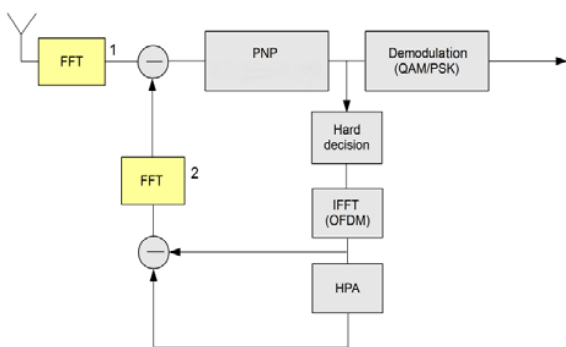 FFT
1
PNP
Demodulation
(QAM/PSK)
Hard
decision
FFT
2
IFFT
(OFDM)
HPA